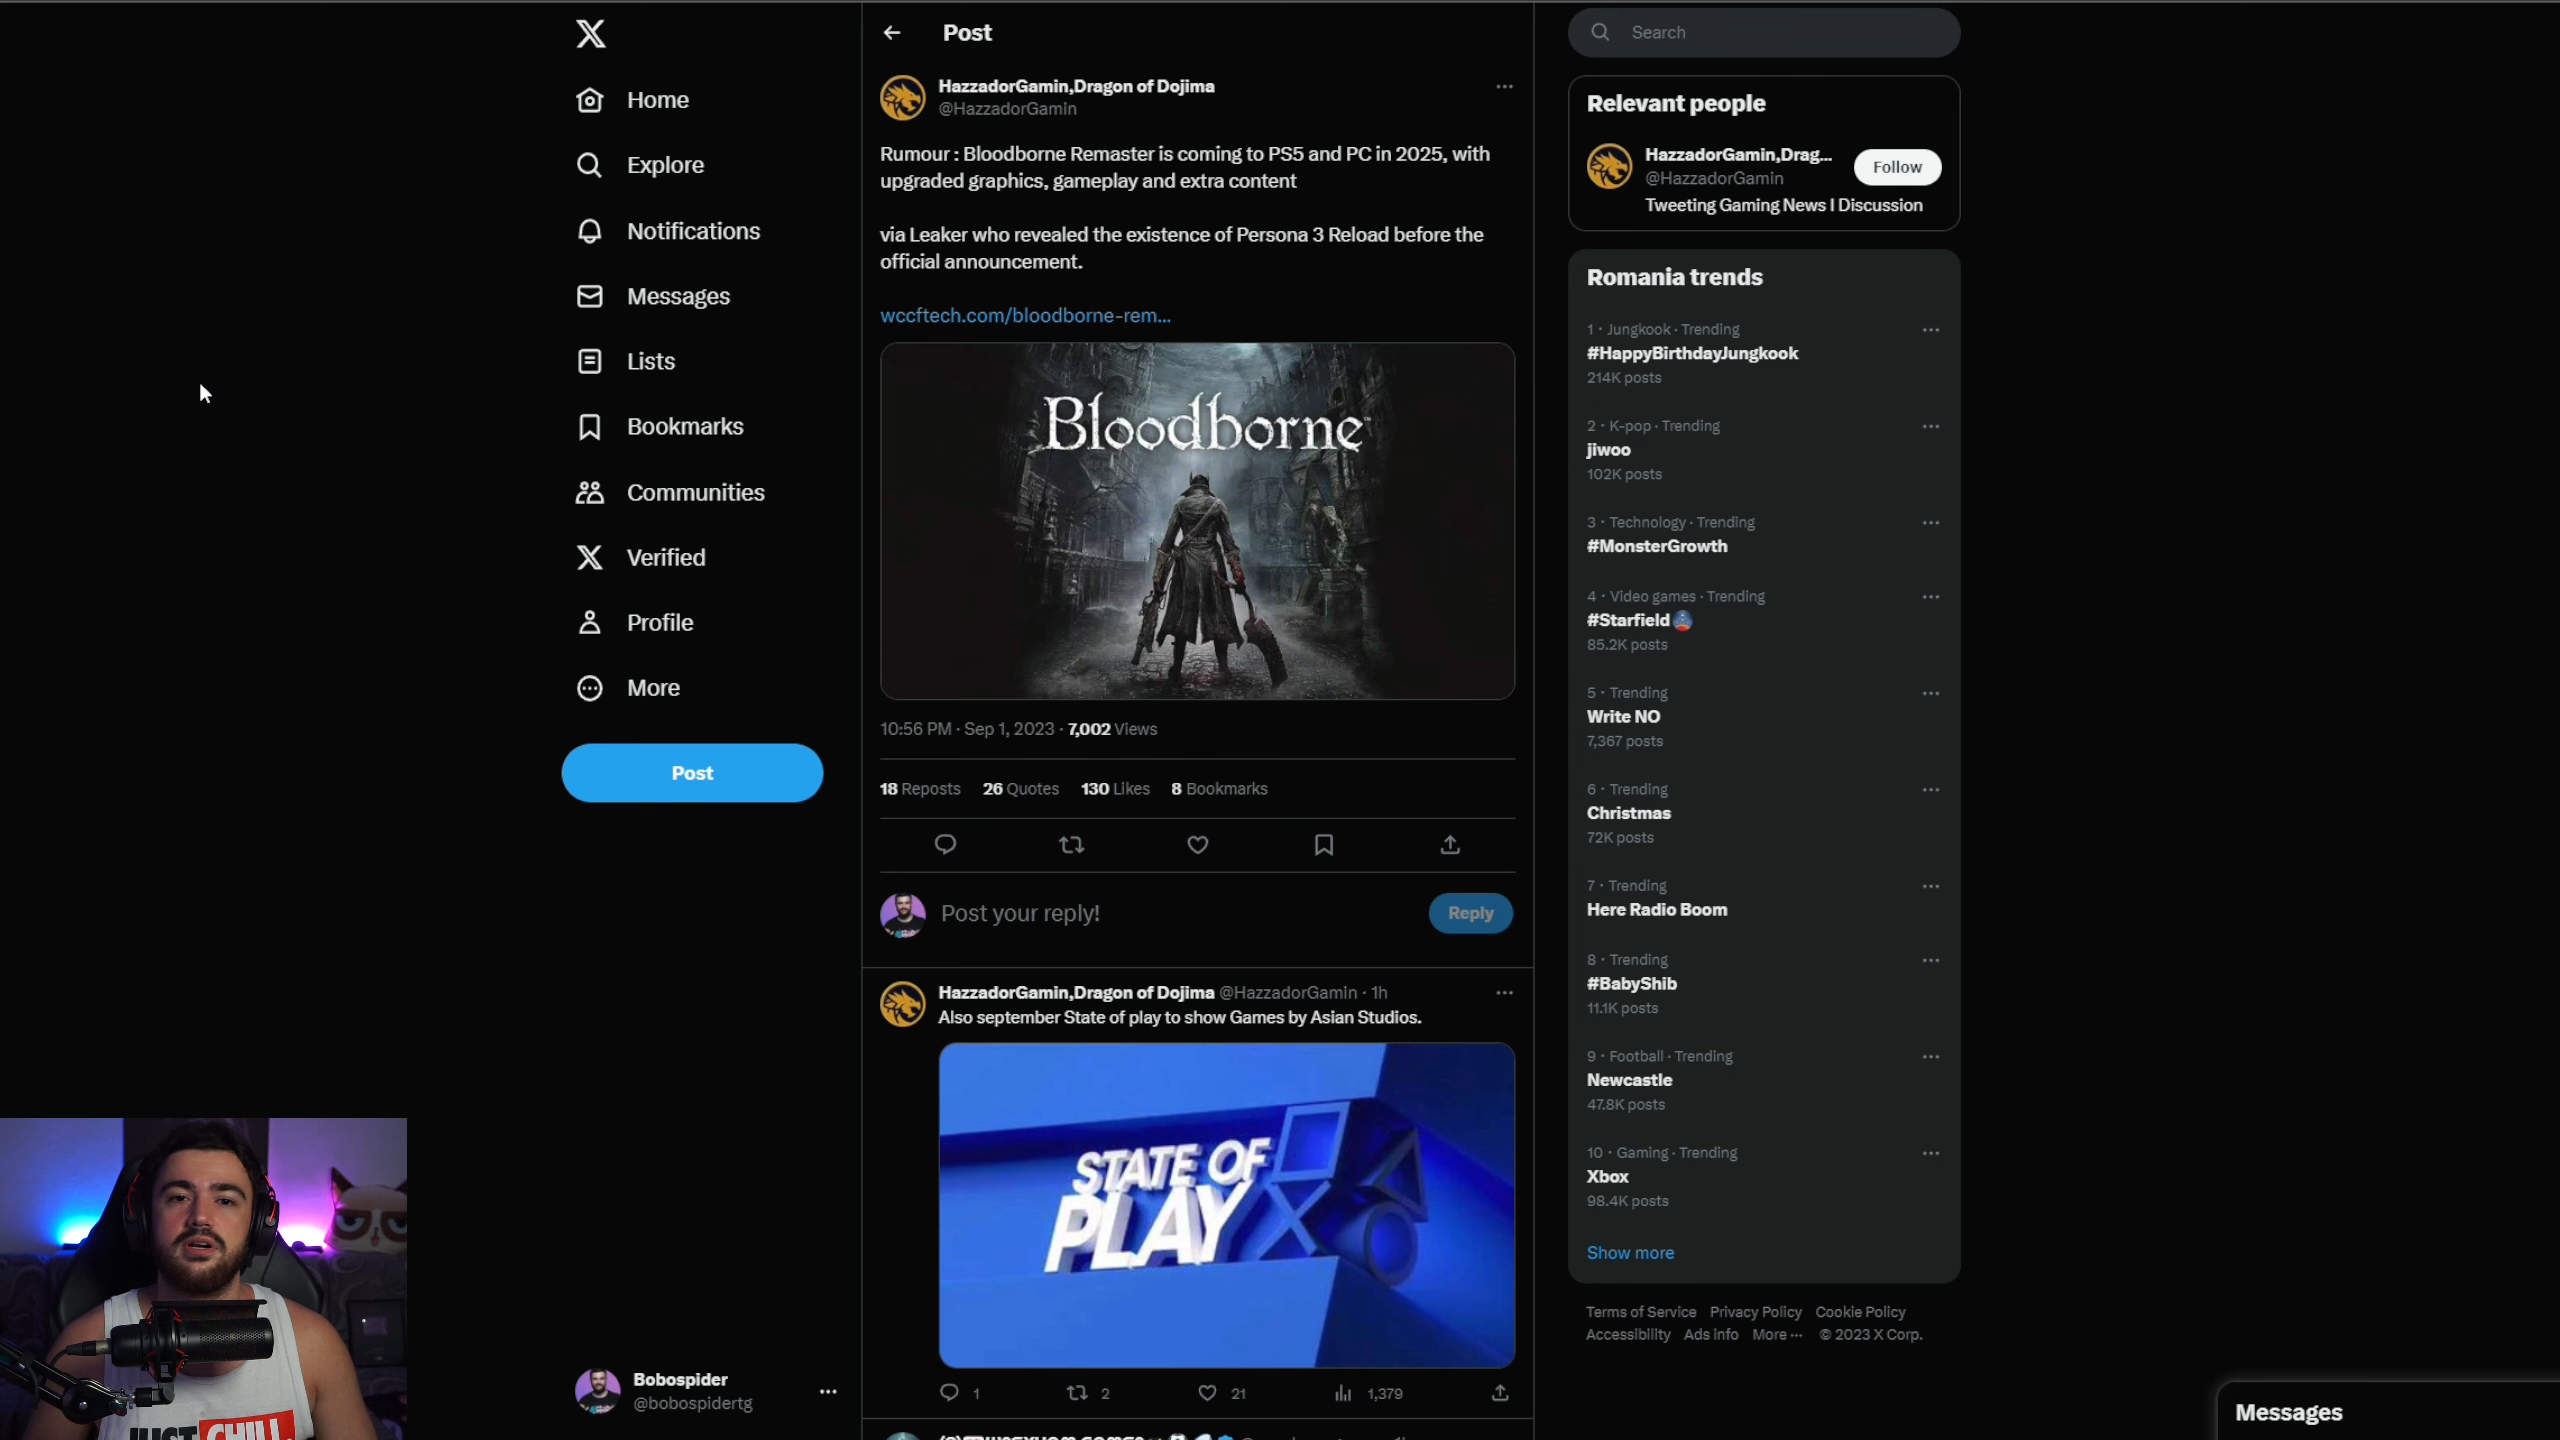 Home
Explore
Notifications
Messages
Lists
Bookmarks
Communities
Verified
Profile
More
Post
Bobospider
@bobospidertg
Post
HazzadorGamin,Dragon of Dojima
@HazzadorGamin
Rumour : Bloodborne Remaster is coming to PS5 and PC in 2025, with
upgraded graphics, gameplay and extra content
via Leaker who revealed the existence of Persona 3 Reload before the
official announcement.
wccftech.com/bloodborne-rem...
Bloodborne
10:56 PM · Sep 1, 2023 · 7,002 Views
18 Reposts 26 Quotes 130 Likes 8 Bookmarks
Post your reply!
Reply
HazzadorGamin,Dragon of Dojima @HazzadorGamin · 1h
Also september State of play to show Games by Asian Studios.
STATE OF
PLAY
1 2 21 1,379
Search
Relevant people
HazzadorGamin,Drag...
@HazzadorGamin
Follow
Tweeting Gaming News I Discussion
Romania trends
1 · Jungkook · Trending
#HappyBirthdayJungkook
214K posts
2 · K-pop · Trending
jiwoo
102K posts
3 · Technology · Trending
#MonsterGrowth
4 · Video games · Trending
#Starfield
85.2K posts
5 · Trending
Write NO
7,367 posts
6 · Trending
Christmas
72K posts
7 · Trending
Here Radio Boom
8 · Trending
#BabyShib
11.1K posts
9 · Football · Trending
Newcastle
47.8K posts
10 · Gaming · Trending
Xbox
98.4K posts
Show more
Terms of Service Privacy Policy Cookie Policy
Accessibility Ads info More ··· © 2023 X Corp.
Messages
JUST CHILL